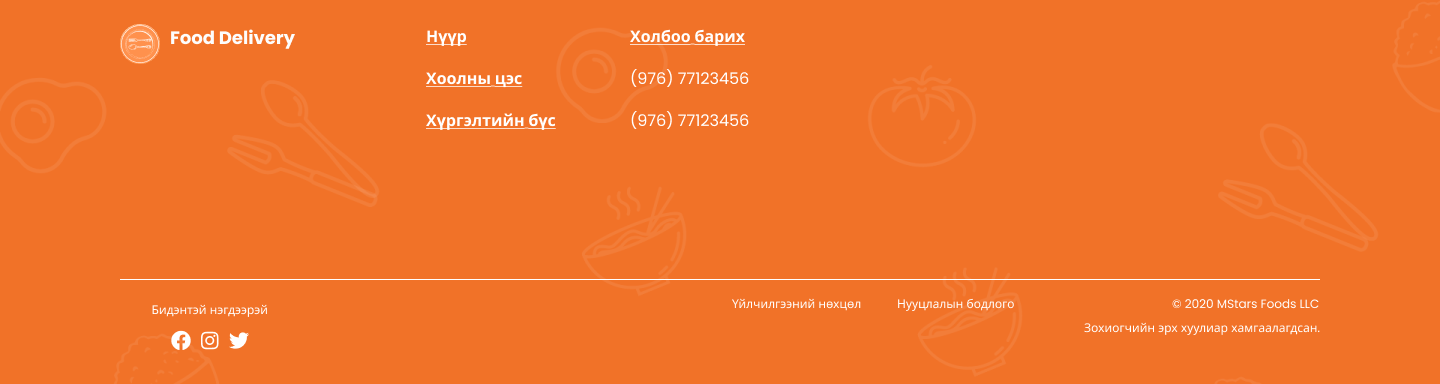 Food Delivery
Нүүр
Хоолны цэс
Хүргэлтийн бүс
Холбоо барих
(976) 77123456
(976) 77123456
Бидэнтэй нэгдээрэй
Үйлчилгээний нөхцөл
Нууцлалын бодлого
© 2020 MStars Foods LLC
Зохиогчийн эрх хуулиар хамгаалагдсан.